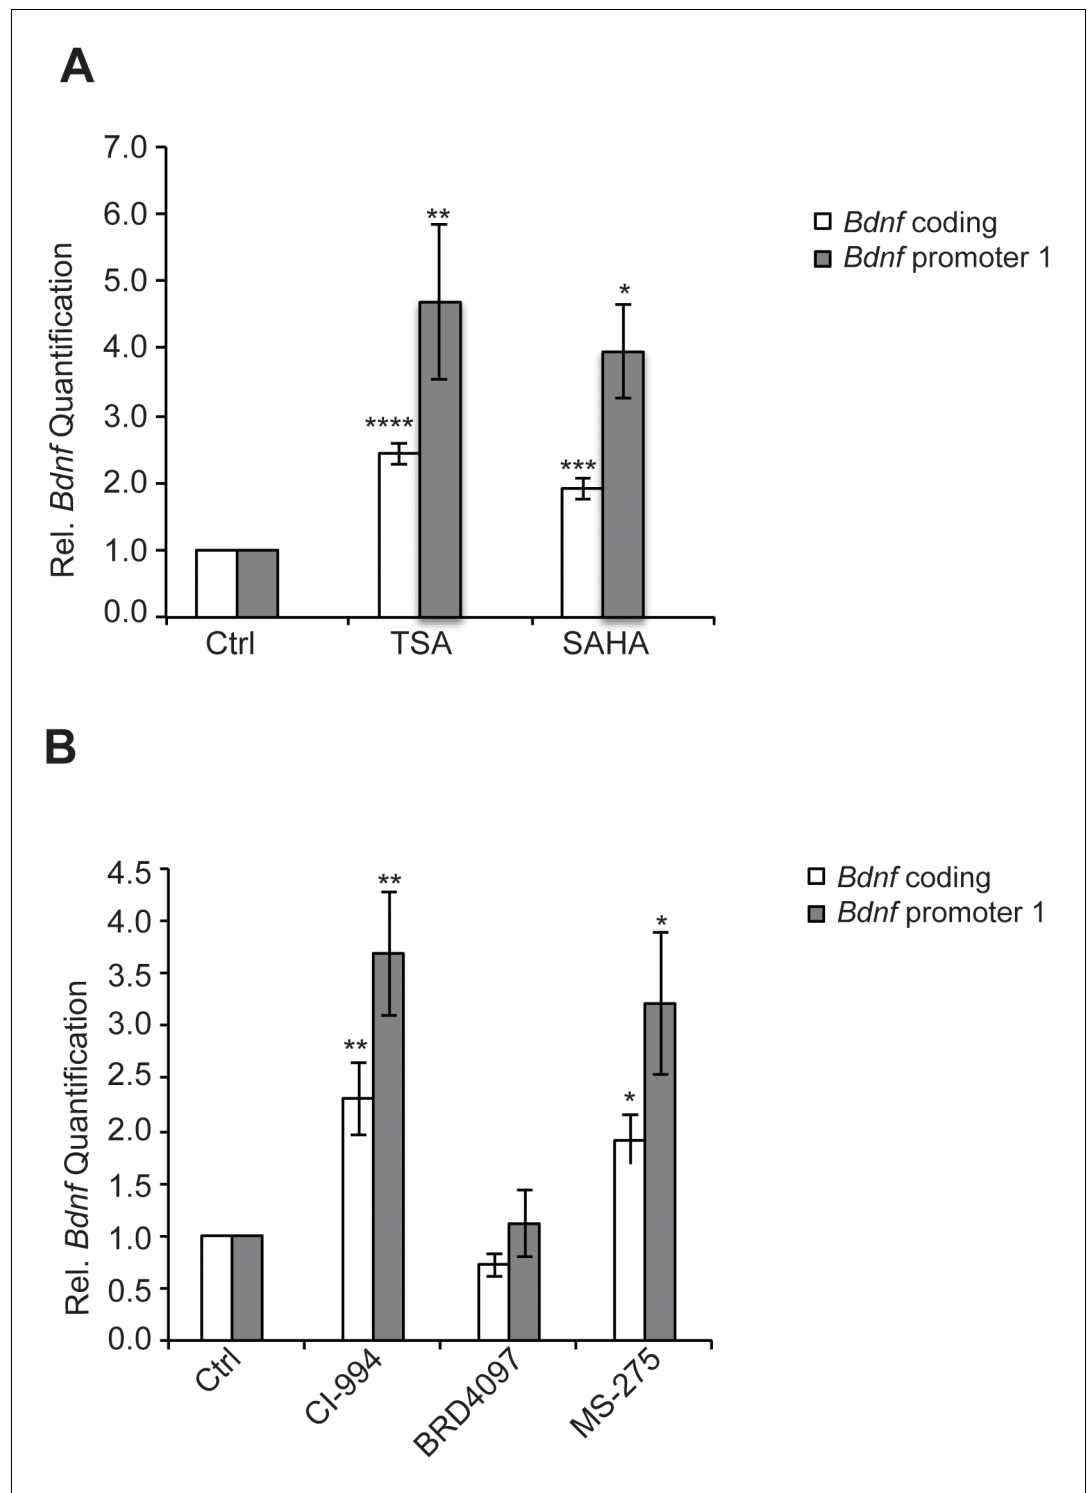 A
7.0
6.0
5.0
4.0
3.0
2.0
1.0
0.0
Rel. Bdnf Quantification
**
*
****
***
Bdnf coding
Bdnf promoter 1
Ctrl TSA SAHA
B
4.5
4.0
3.5
3.0
2.5
2.0
1.5
1.0
0.5
0.0
Rel. Bdnf Quantification
**
*
**
*
Bdnf coding
Bdnf promoter 1
Ctrl CI-994 BRD4097 MS-275